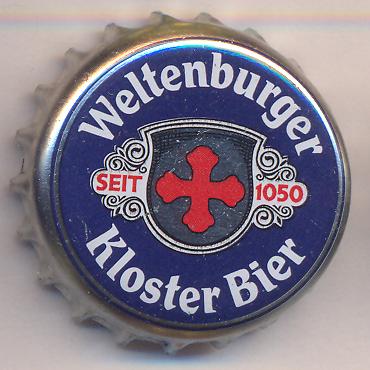 Weltenburger
SEIT 1050
Kloster Bier